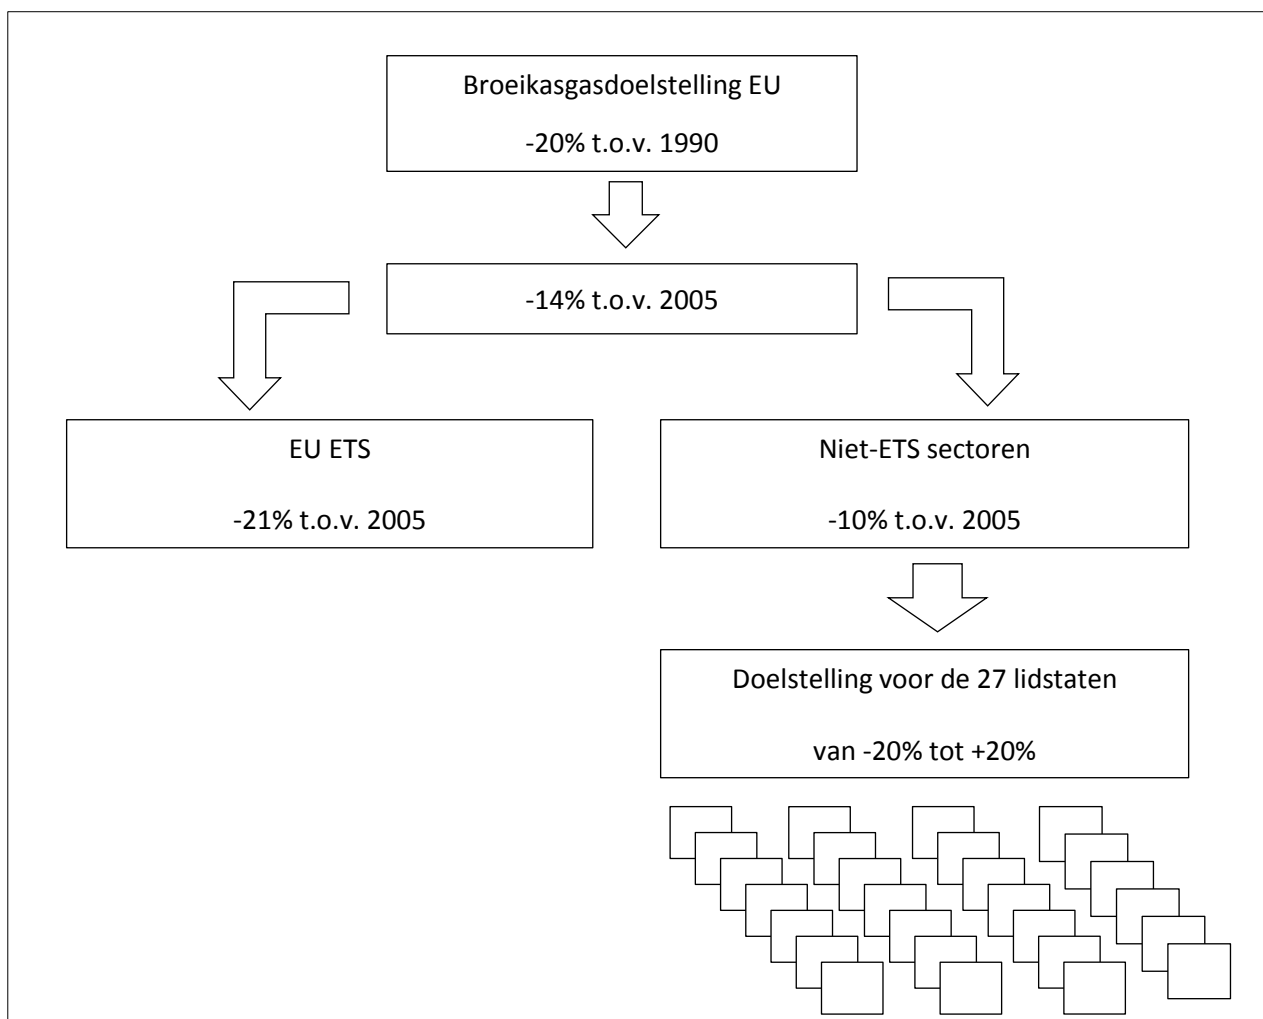 Broeikasgasdoelstelling EU
-20% t.o.v. 1990
-14% t.o.v. 2005
EU ETS
-21% t.o.v. 2005
Niet-ETS sectoren
-10% t.o.v. 2005
Doelstelling voor de 27 lidstaten
van -20% tot +20%